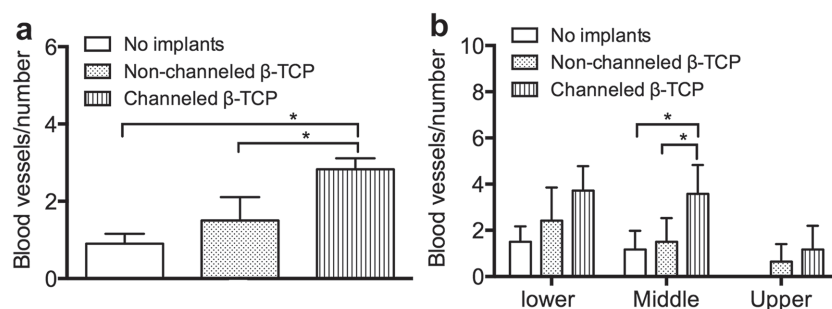 a
Blood vessels/number
6
4
2
0
No implants
Non-channeled β-TCP
Channeled β-TCP
*
*
b
Blood vessels/number
10
8
6
4
2
0
No implants
Non-channeled β-TCP
Channeled β-TCP
*
*
lower
Middle
Upper